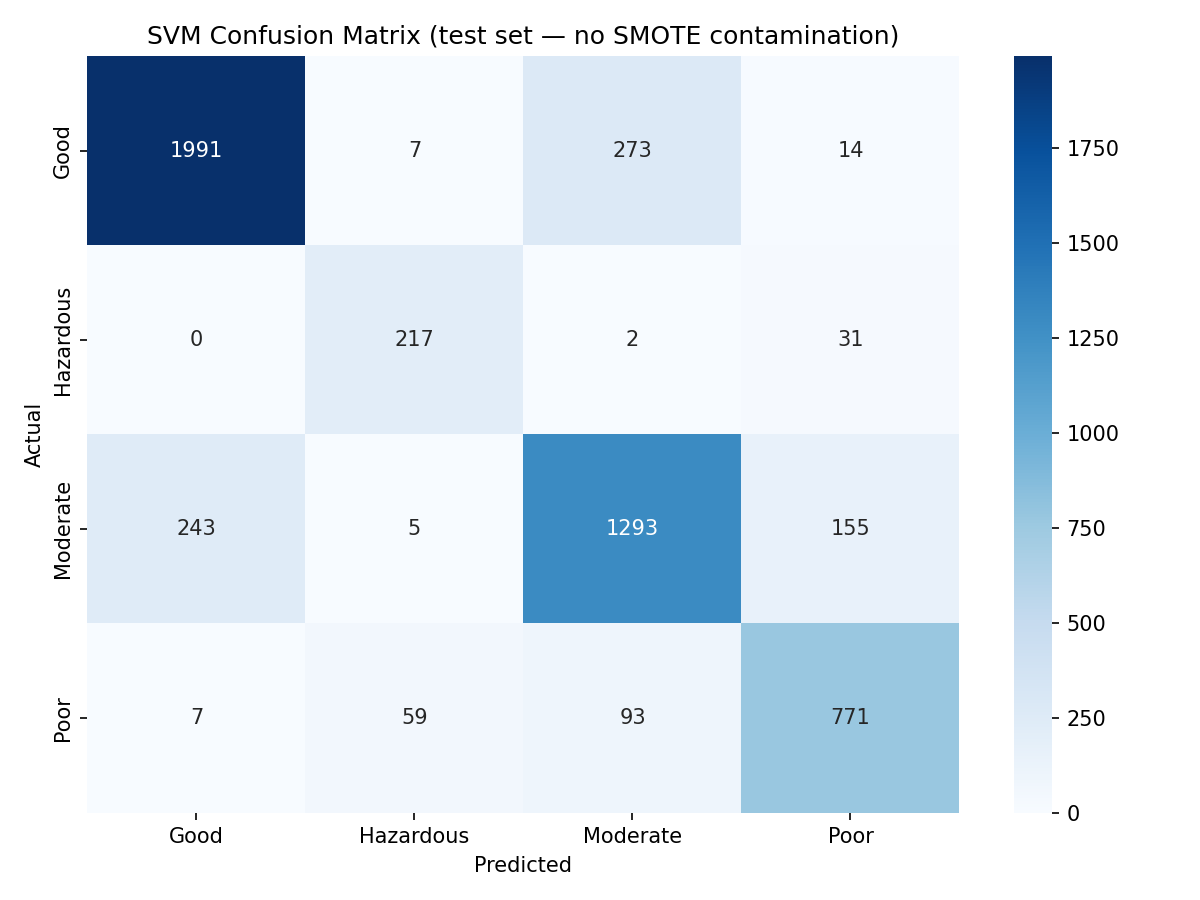 SVM Confusion Matrix (test set — no SMOTE contamination)
Actual
Good
1991 7 273 14
Hazardous
0 217 2 31
Moderate
243 5 1293 155
Poor
7 59 93 771
Good Hazardous Moderate Poor
Predicted
1750
1500
1250
1000
750
500
250
0